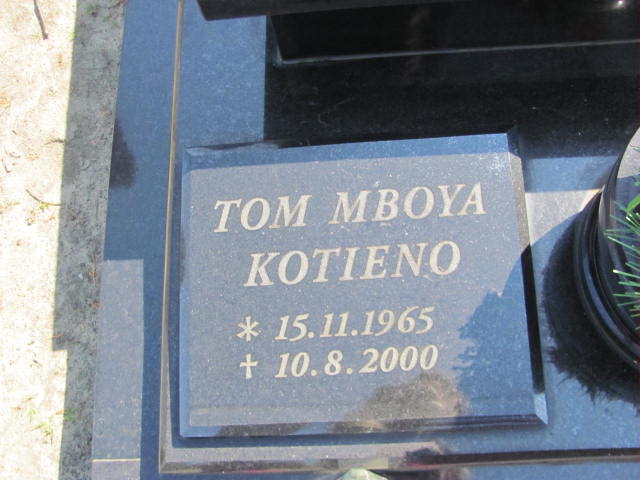 TOM MBOYA
KOTIENO
* 15.11.1965
† 10.8.2000